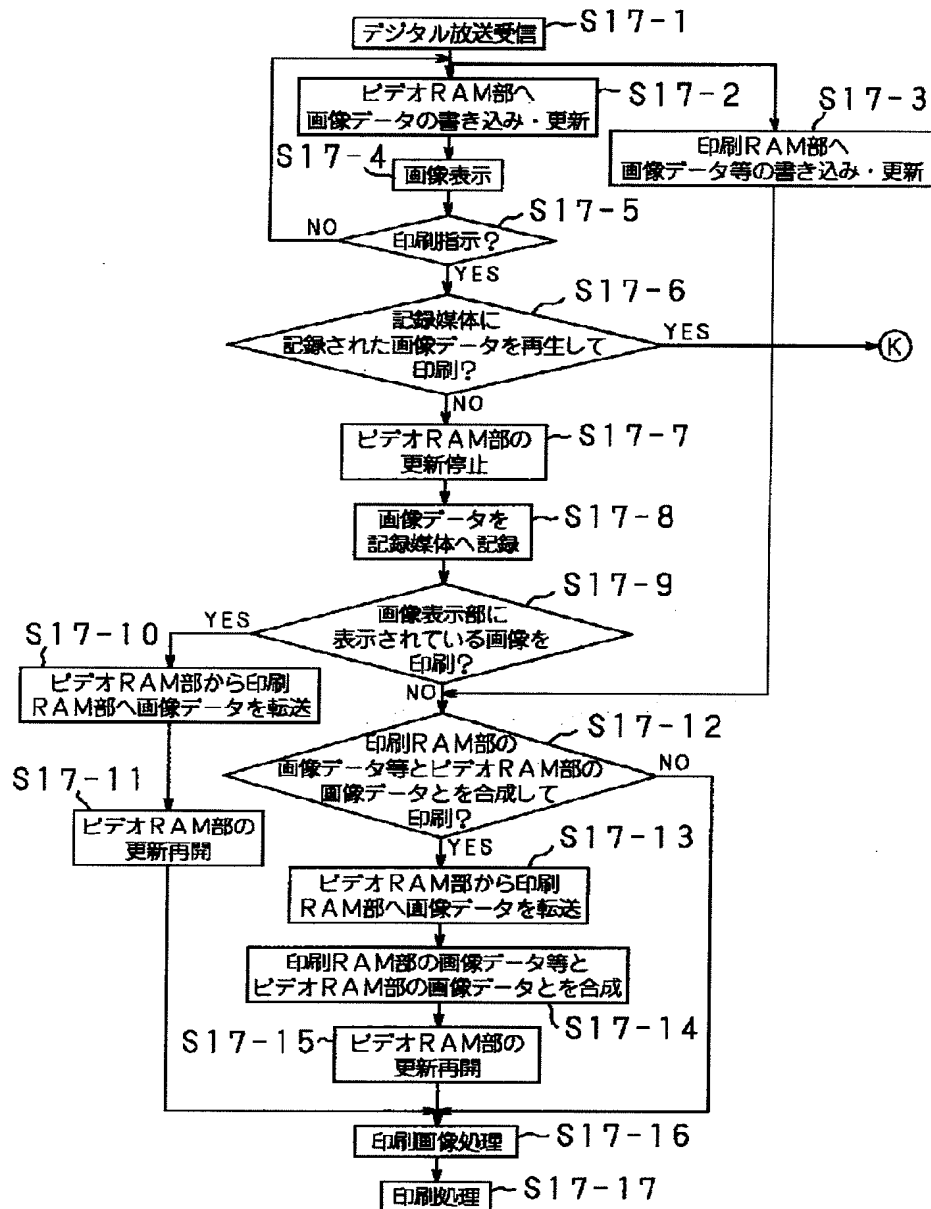 デジタル放送受信
S17-1
ビデオRAM部へ
画像データの書き込み・更新
S17-2
S17-3
印刷RAM部へ
画像データ等の書き込み・更新
S17-4
画像表示
S17-5
印刷指示?
NO
YES
S17-6
記録媒体に
記録された画像データを再生して
印刷?
YES
K
NO
ビデオRAM部の
更新停止
S17-7
画像データを
記録媒体へ記録
S17-8
S17-9
画像表示部に
表示されている画像を
印刷?
YES
NO
S17-10
ビデオRAM部から印刷
RAM部へ画像データを転送
S17-11
ビデオRAM部の
更新再開
S17-12
印刷RAM部の
画像データ等とビデオRAM部の
画像データとを合成して
印刷?
NO
YES
S17-13
ビデオRAM部から印刷
RAM部へ画像データを転送
印刷RAM部の画像データ等と
ビデオRAM部の画像データとを合成
S17-14
S17-15
ビデオRAM部の
更新再開
印刷画像処理
S17-16
印刷処理
S17-17